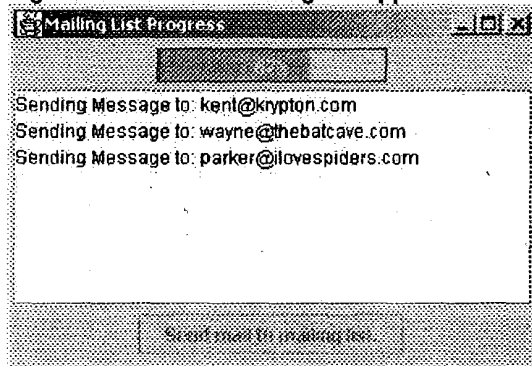 Mailing List Progress
Sending Message to: kent@krypton.com
Sending Message to: wayne@thebatcave.com
Sending Message to: parker@ilovespiders.com
Send mail to mailing list